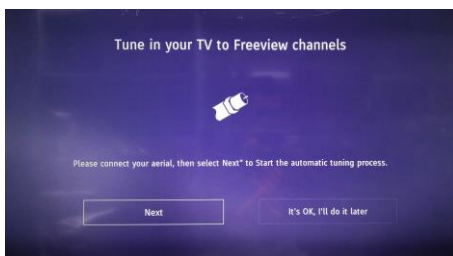 Tune in your TV to Freeview channels
Please connect your aerial, then select Next" to Start the automatic tuning process.
Next
It's OK, I'll do it later